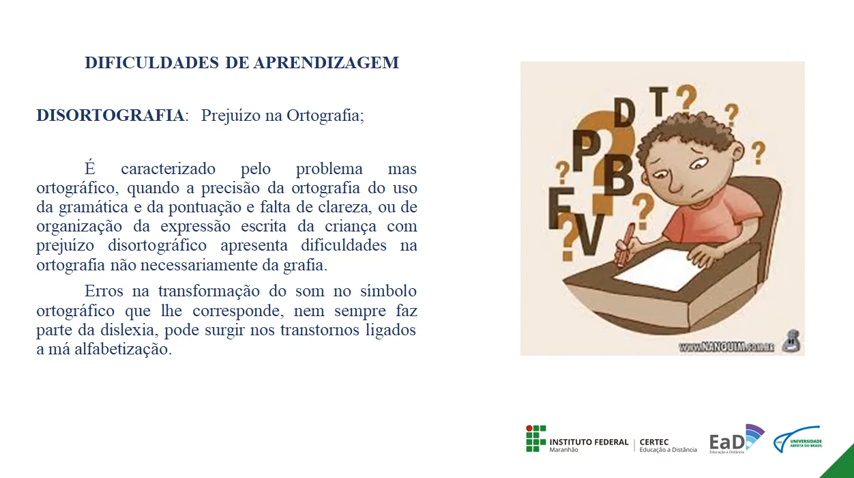 DIFICULDADES DE APRENDIZAGEM
DISORTOGRAFIA: Prejuízo na Ortografia;
É caracterizado pelo problema mas
ortográfico, quando a precisão da ortografia do uso
da gramática e da pontuação e falta de clareza, ou de
organização da expressão escrita da criança com
prejuízo disortográfico apresenta dificuldades na
ortografia não necessariamente da grafia.
Erros na transformação do som no símbolo
ortográfico que lhe corresponde, nem sempre faz
parte da dislexia, pode surgir nos transtornos ligados
a má alfabetização.
D T ? ?
P ? ?
? B
F ?
? V
WWW.NANQUIM.COM.BR
INSTITUTO FEDERAL
Maranhão
CERTEC
Educação a Distância
EaD
Educação a Distância
UNIVERSIDADE
ABERTA DO BRASIL